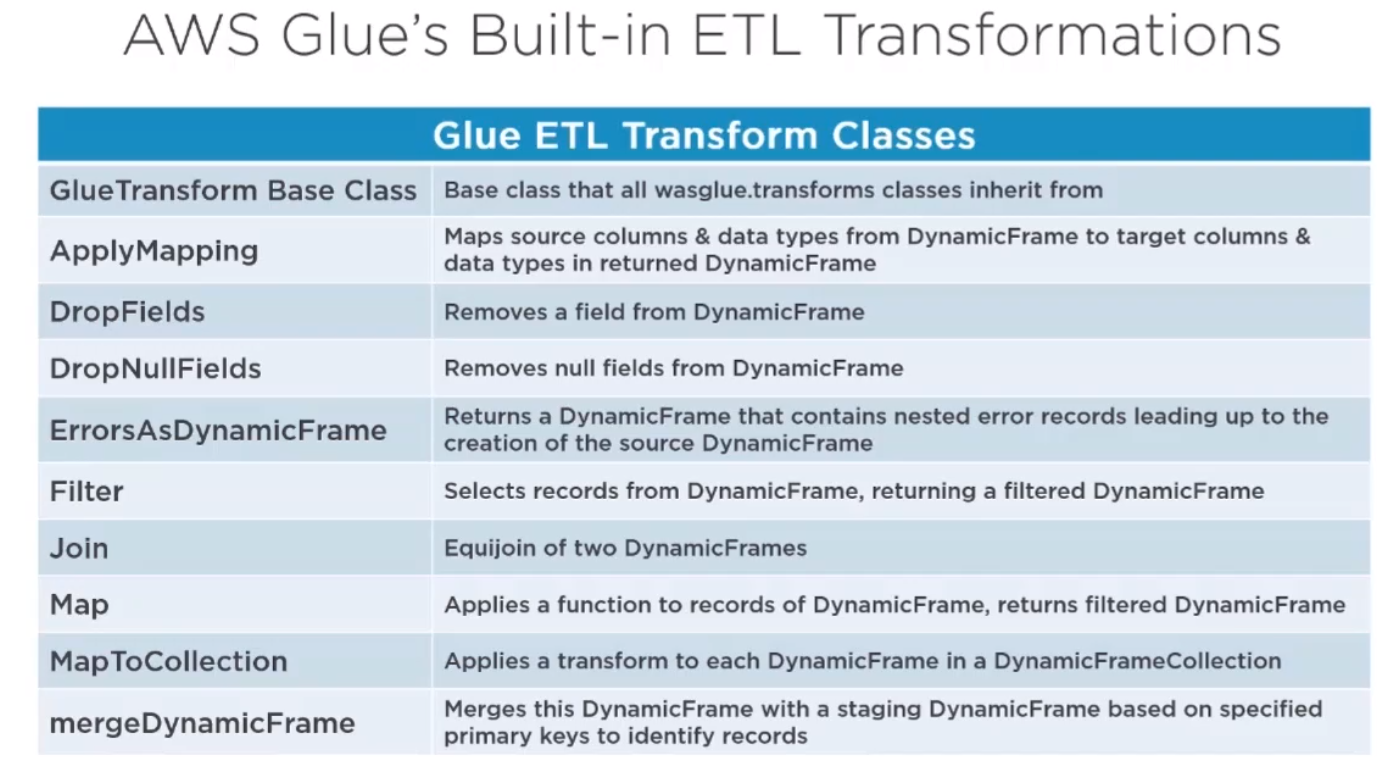 AWS Glue's Built-in ETL Transformations
Glue ETL Transform Classes
GlueTransform Base Class
Base class that all wasglue.transforms classes inherit from
ApplyMapping
Maps source columns & data types from DynamicFrame to target columns &
data types in returned DynamicFrame
DropFields
Removes a field from DynamicFrame
DropNullFields
Removes null fields from DynamicFrame
ErrorsAsDynamicFrame
Returns a DynamicFrame that contains nested error records leading up to the
creation of the source DynamicFrame
Filter
Selects records from DynamicFrame, returning a filtered DynamicFrame
Join
Equijoin of two DynamicFrames
Map
Applies a function to records of DynamicFrame, returns filtered DynamicFrame
MapToCollection
Applies a transform to each DynamicFrame in a DynamicFrameCollection
mergeDynamicFrame
Merges this DynamicFrame with a staging DynamicFrame based on specified
primary keys to identify records